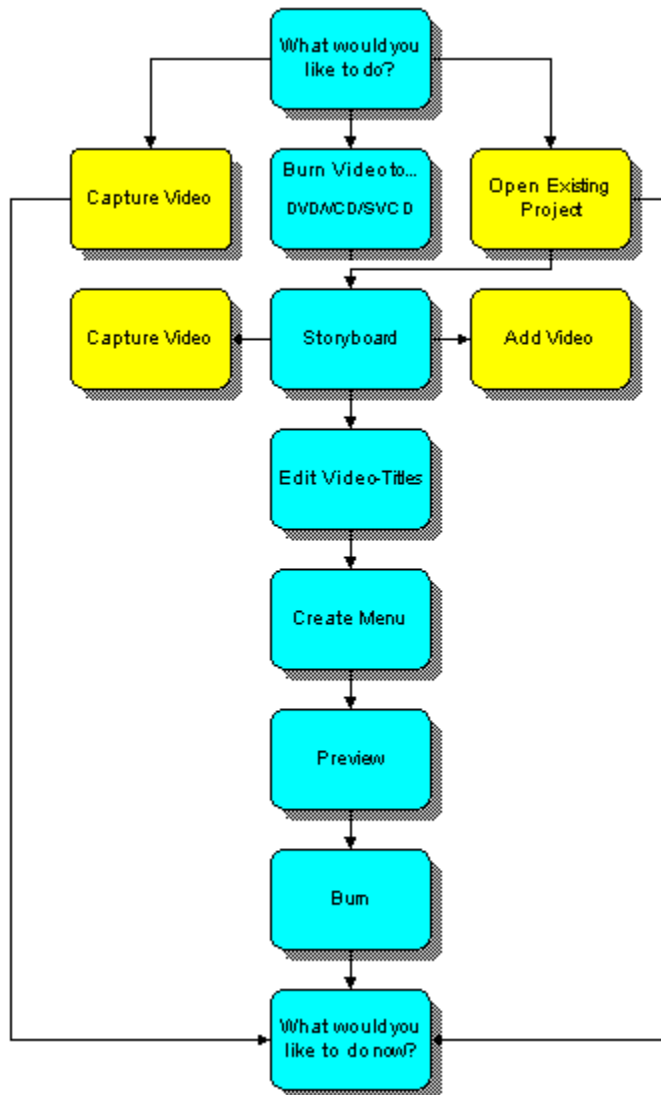 What would you
like to do?
Capture Video
Burn Video to...
DVD/VCD/SVCD
Open Existing
Project
Capture Video
Storyboard
Add Video
Edit Video-Titles
Create Menu
Preview
Burn
What would you
like to do now?